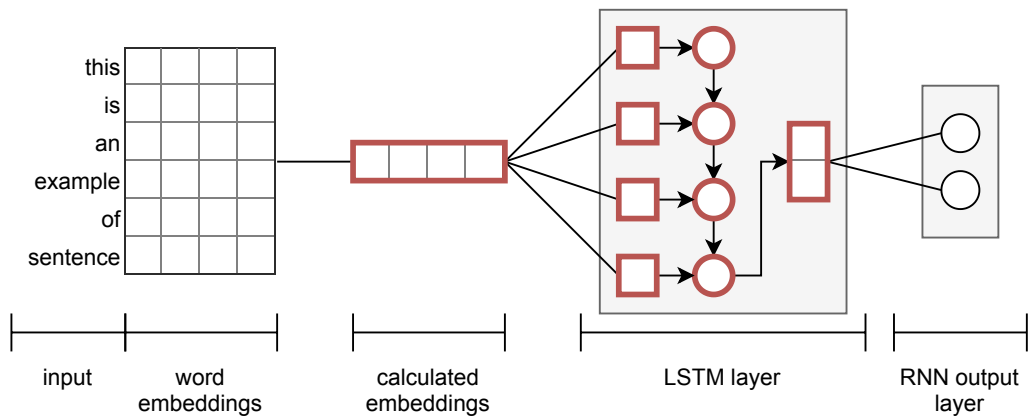 this
is
an
example
of
sentence
input
word
embeddings
calculated
embeddings
LSTM layer
RNN output
layer